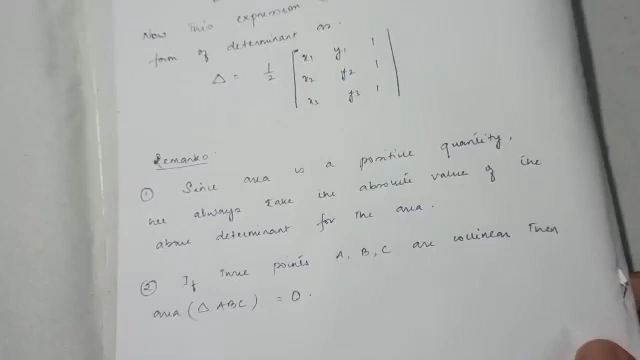 Now this expression
form of determinant as.
Δ = 1/2 | x1 y1 1 |
| x2 y2 1 |
| x3 y3 1 |
Remarks
① Since area is a positive quantity,
we always take the absolute value of the
above determinant for the area.
② If three points A, B, C are collinear then
area (Δ ABC) = 0.